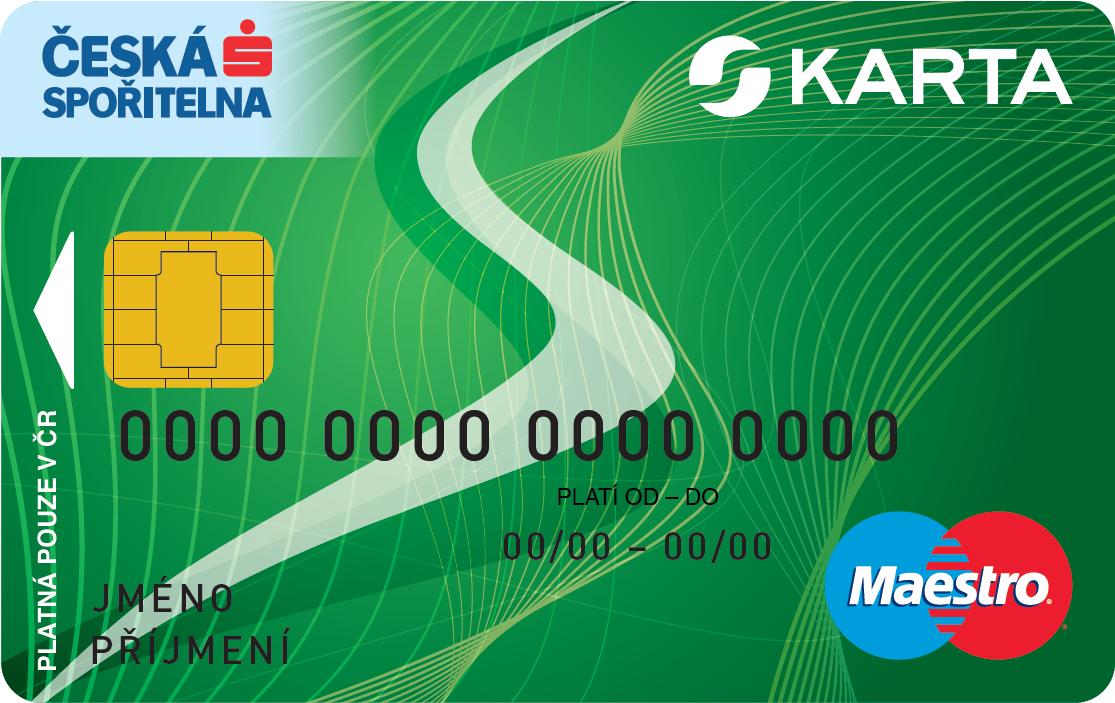 ČESKÁ
SPOŘITELNA
KARTA
PLATNÁ POUZE V ČR
0000 0000 0000 0000
PLATÍ OD – DO
00/00 – 00/00
JMÉNO
PŘÍJMENÍ
Maestro®